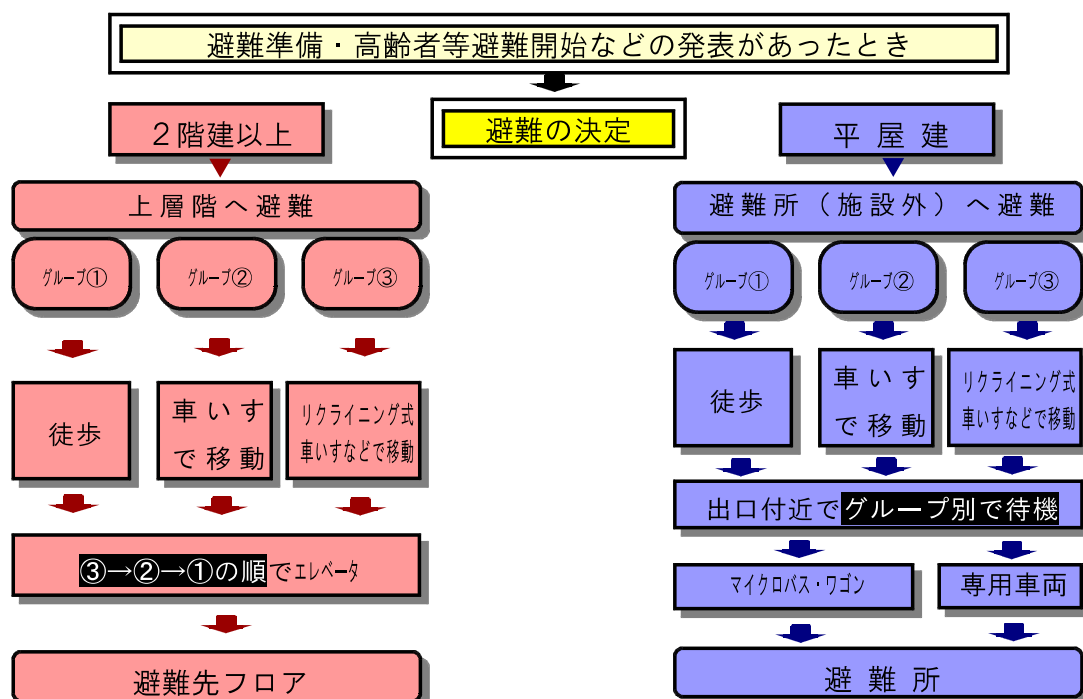 避難準備・高齢者等避難開始などの発表があったとき
避難の決定
２階建以上
上層階へ避難
グループ①
グループ②
グループ③
徒歩
車いす
で移動
リクライニング式
車いすなどで移動
③→②→①の順でエレベータ
避難先フロア
平屋建
避難所（施設外）へ避難
グループ①
グループ②
グループ③
徒歩
車いす
で移動
リクライニング式
車いすなどで移動
出口付近でグループ別で待機
マイクロバス・ワゴン
専用車両
避難所